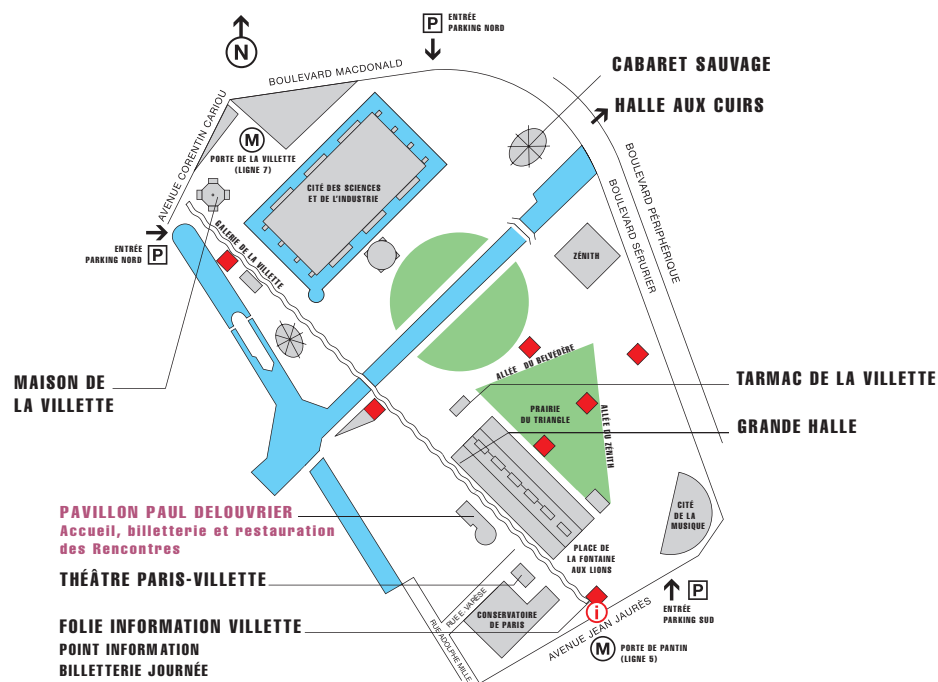 N
P
ENTRÉE
PARKING NORD
BOULEVARD MACDONALD
CABARET SAUVAGE
HALLE AUX CUIRS
AVENUE CORENTIN CARIOU
M
PORTE DE LA VILLETTE
(LIGNE 7)
CITÉ DES SCIENCES
ET DE L'INDUSTRIE
BOULEVARD PÉRIPHÉRIQUE
BOULEVARD SÉRURIER
ENTRÉE
PARKING NORD
P
GALERIE DE LA VILLETTE
ZÉNITH
MAISON DE
LA VILLETTE
ALLÉE DU BELVÉDÈRE
TARMAC DE LA VILLETTE
PRAIRIE
DU TRIANGLE
ALLÉE DU ZÉNITH
GRANDE HALLE
PAVILLON PAUL DELOUVRIER
Accueil, billetterie et restauration
des Rencontres
CITÉ
DE LA
MUSIQUE
PLACE DE
LA FONTAINE
AUX LIONS
THÉÂTRE PARIS-VILLETTE
RUE E. VARÈSE
P
ENTRÉE
PARKING SUD
FOLIE INFORMATION VILLETTE
POINT INFORMATION
BILLETTERIE JOURNÉE
CONSERVATOIRE
DE PARIS
i
AVENUE JEAN JAURÈS
RUE ADOLPHE MILLE
M
PORTE DE PANTIN
(LIGNE 5)